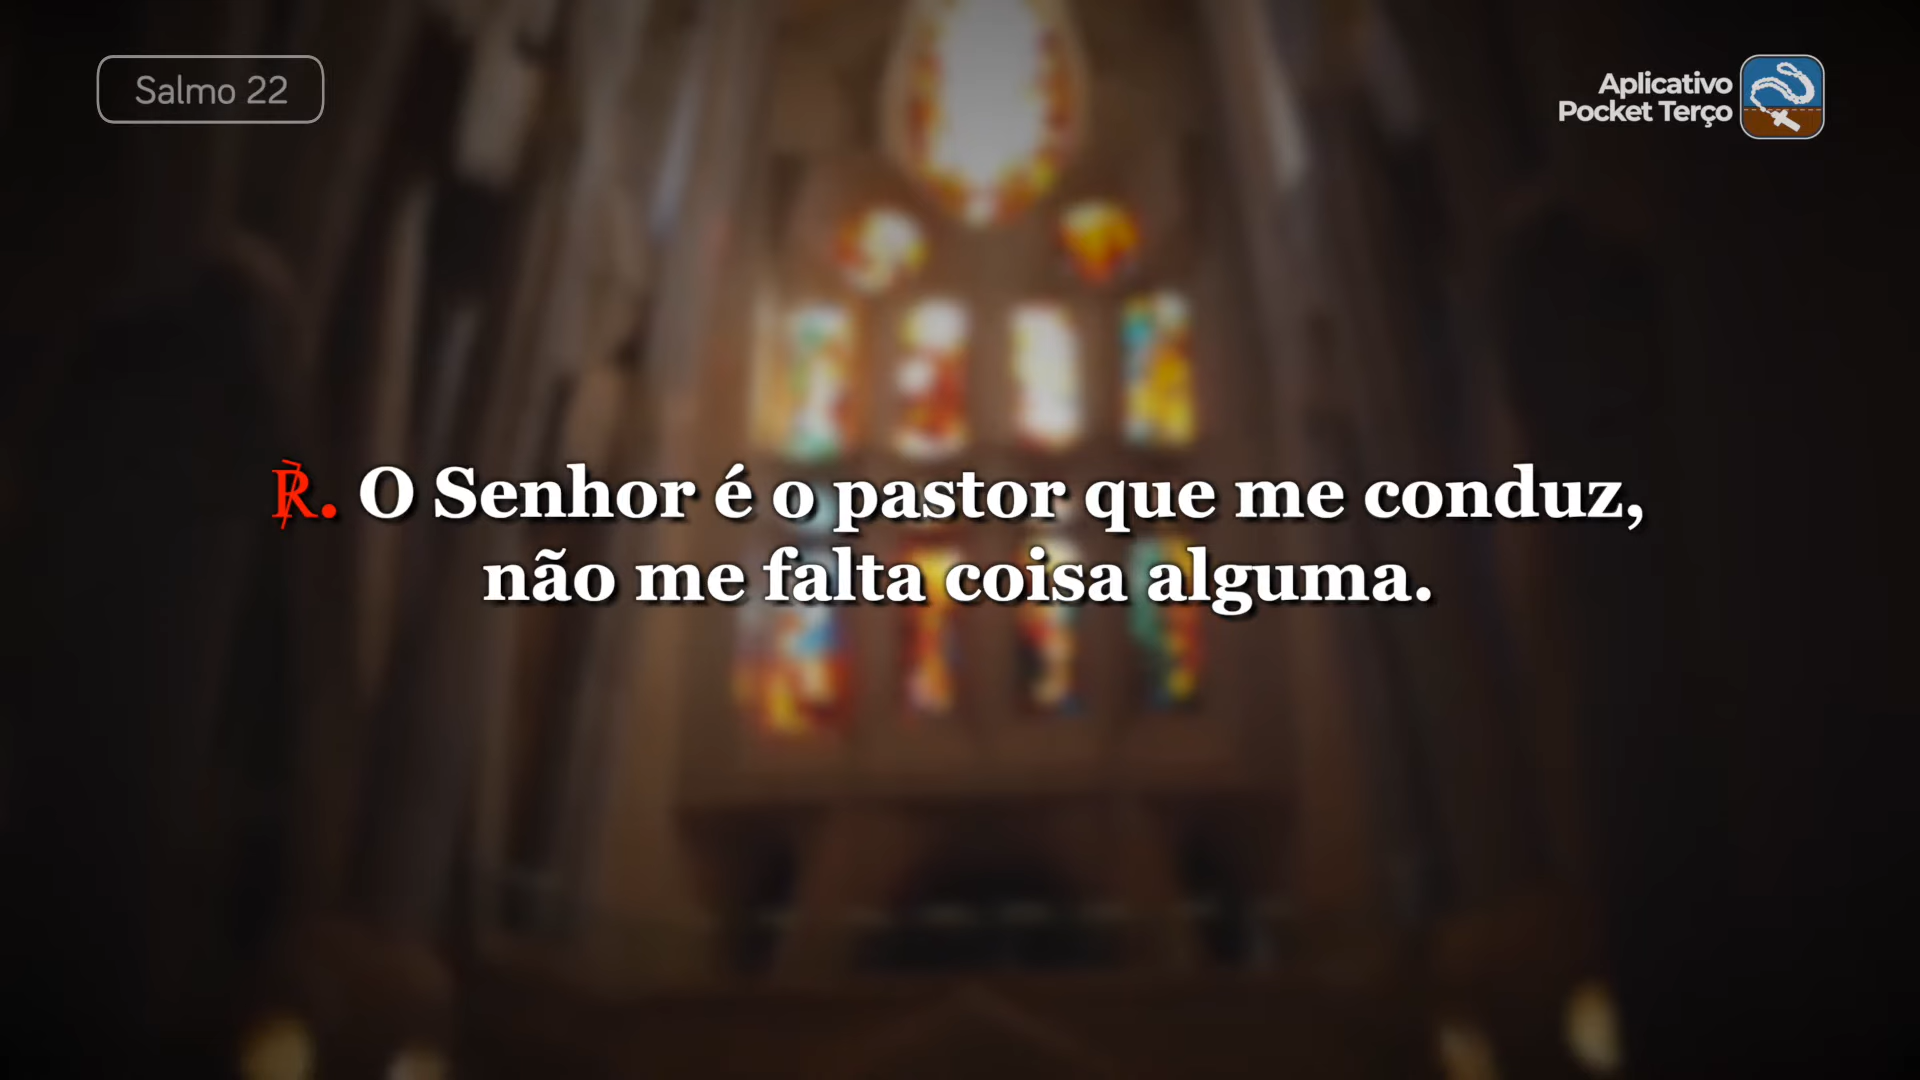 Salmo 22
Aplicativo
Pocket Terço
℟. O Senhor é o pastor que me conduz,
não me falta coisa alguma.